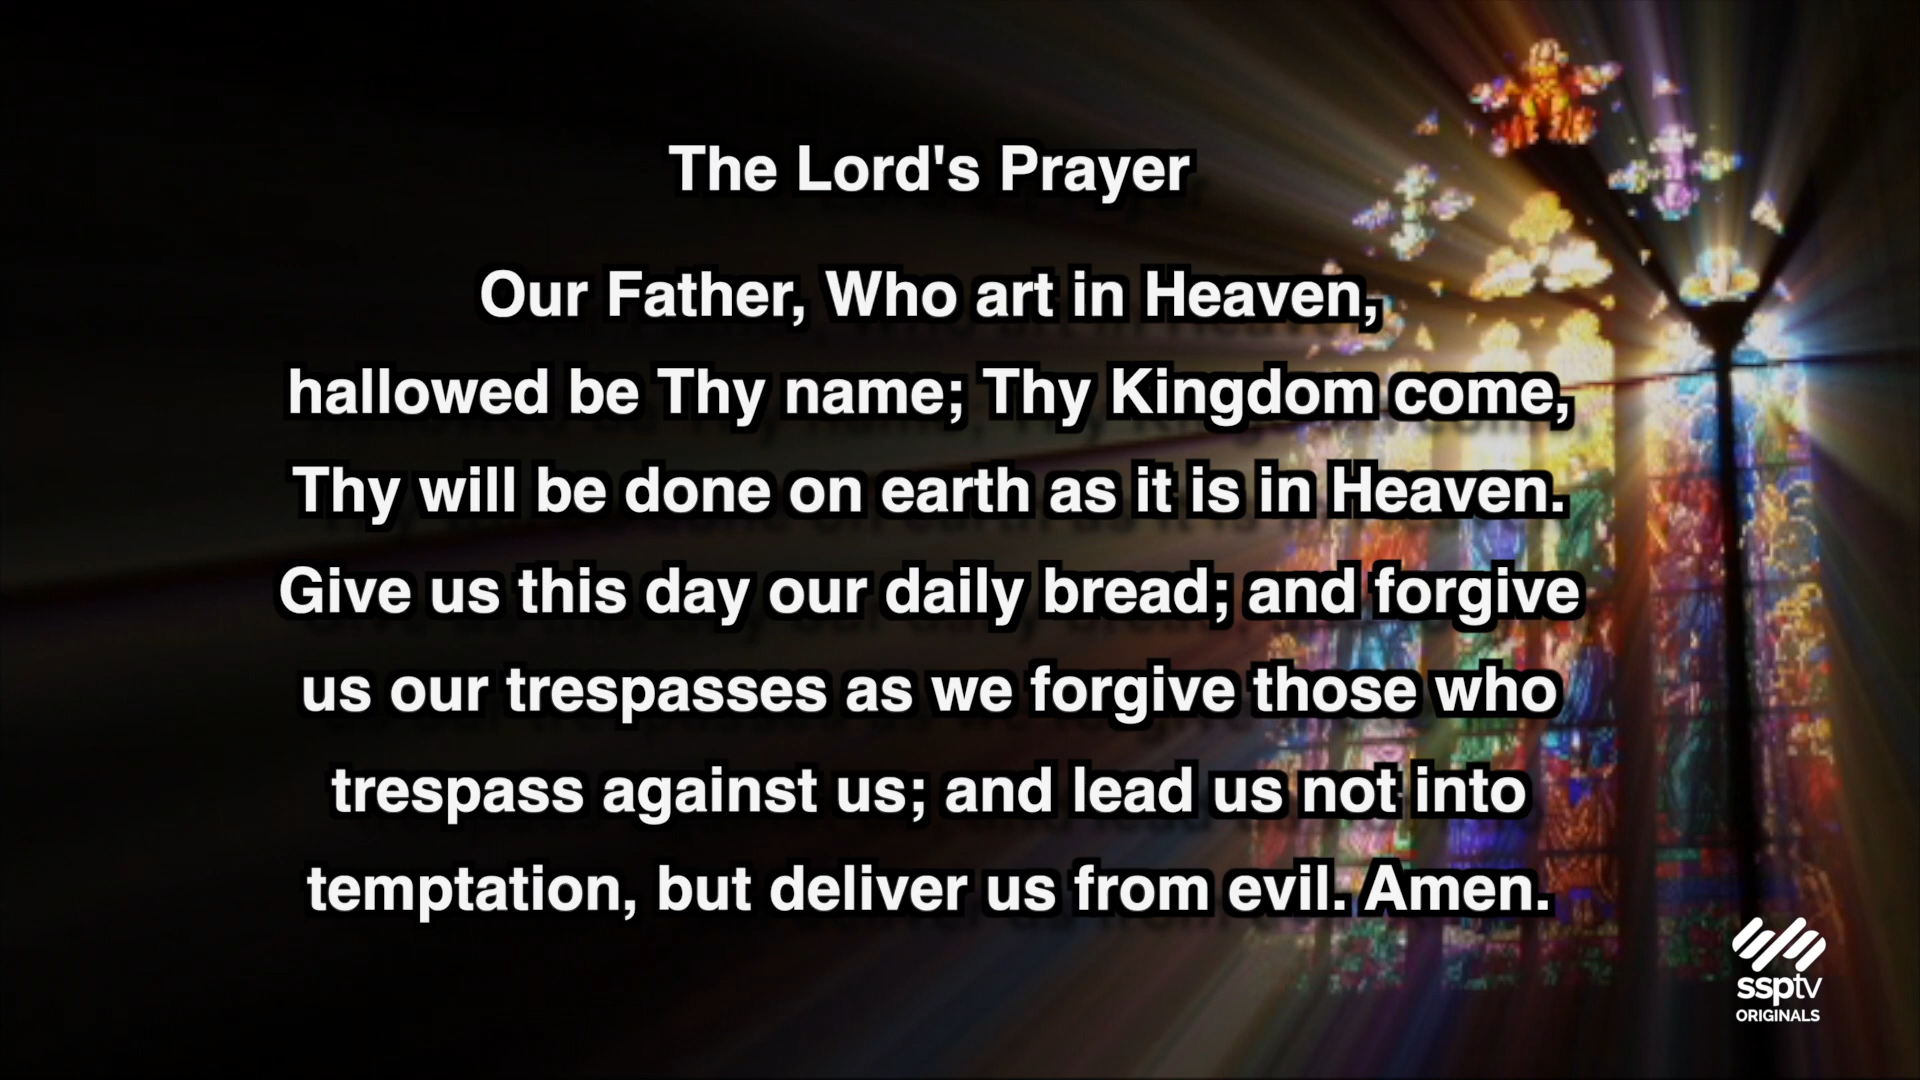 The Lord's Prayer
Our Father, Who art in Heaven,
hallowed be Thy name; Thy Kingdom come,
Thy will be done on earth as it is in Heaven.
Give us this day our daily bread; and forgive
us our trespasses as we forgive those who
trespass against us; and lead us not into
temptation, but deliver us from evil. Amen.
ssptv
ORIGINALS